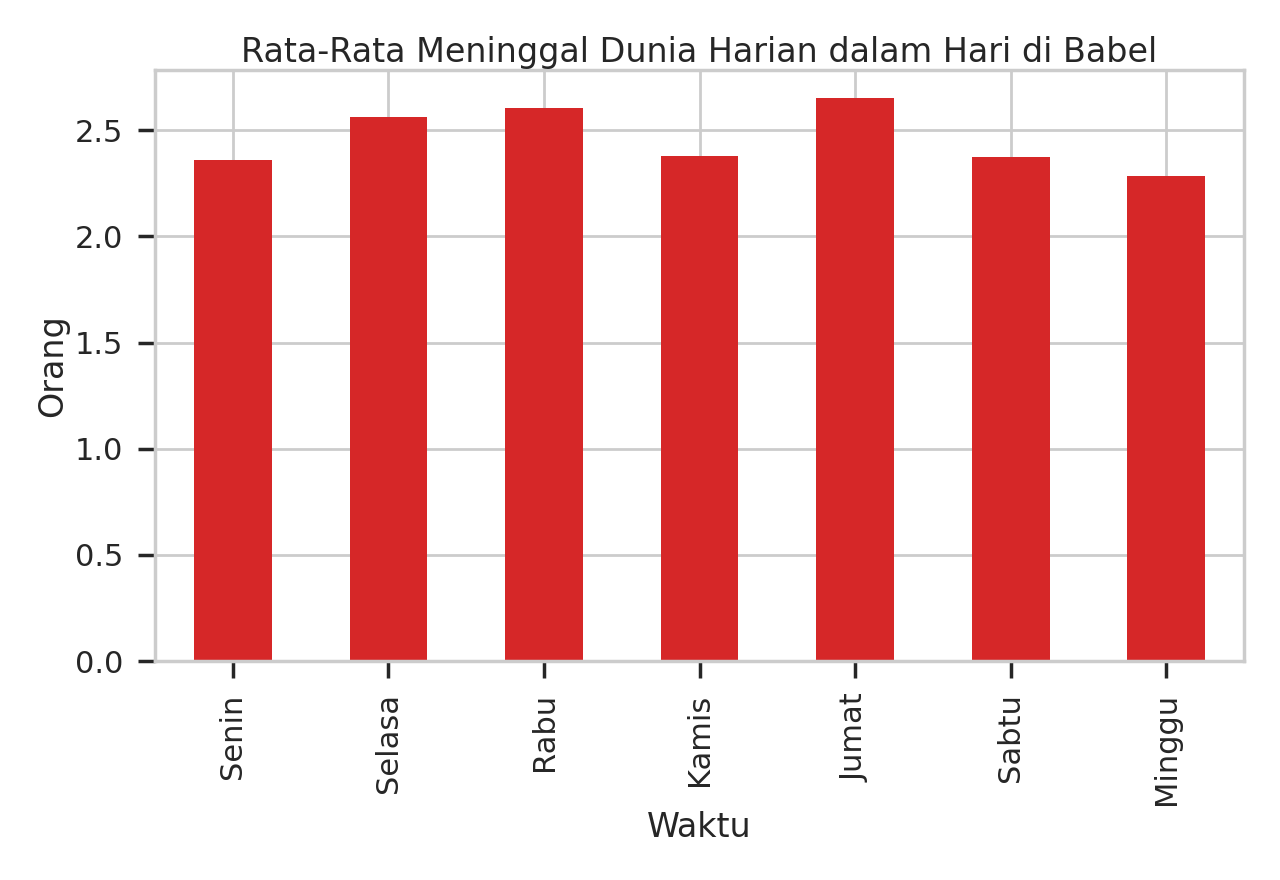 Rata-Rata Meninggal Dunia Harian dalam Hari di Babel
Orang
2.5
2.0
1.5
1.0
0.5
0.0
Senin
Selasa
Rabu
Kamis
Jumat
Sabtu
Minggu
Waktu